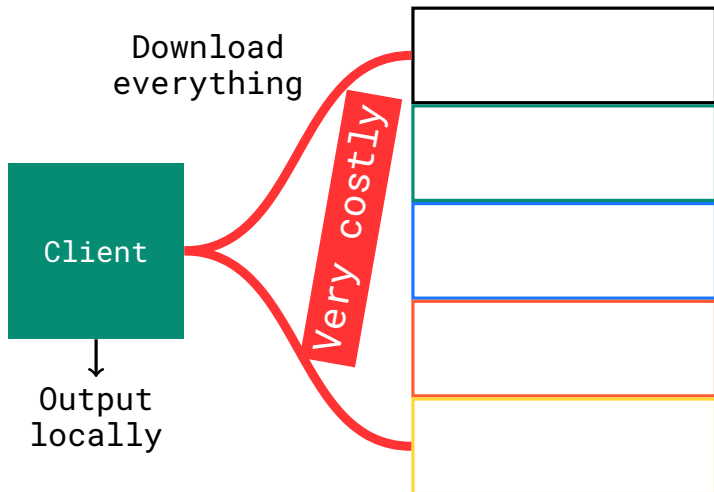 Download
everything
Very costly
Client
Output
locally